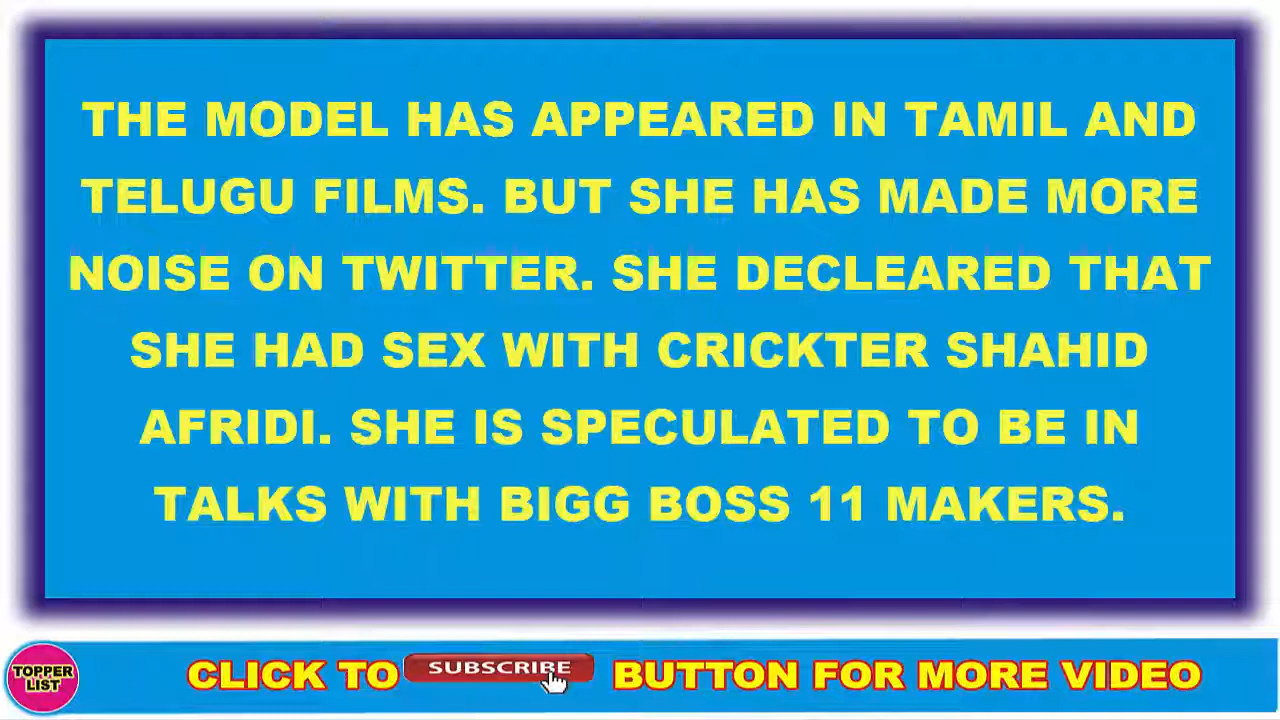 THE MODEL HAS APPEARED IN TAMIL AND
TELUGU FILMS. BUT SHE HAS MADE MORE
NOISE ON TWITTER. SHE DECLEARED THAT
SHE HAD SEX WITH CRICKTER SHAHID
AFRIDI. SHE IS SPECULATED TO BE IN
TALKS WITH BIGG BOSS 11 MAKERS.
TOPPER
LIST
CLICK TO SUBSCRIBE BUTTON FOR MORE VIDEO